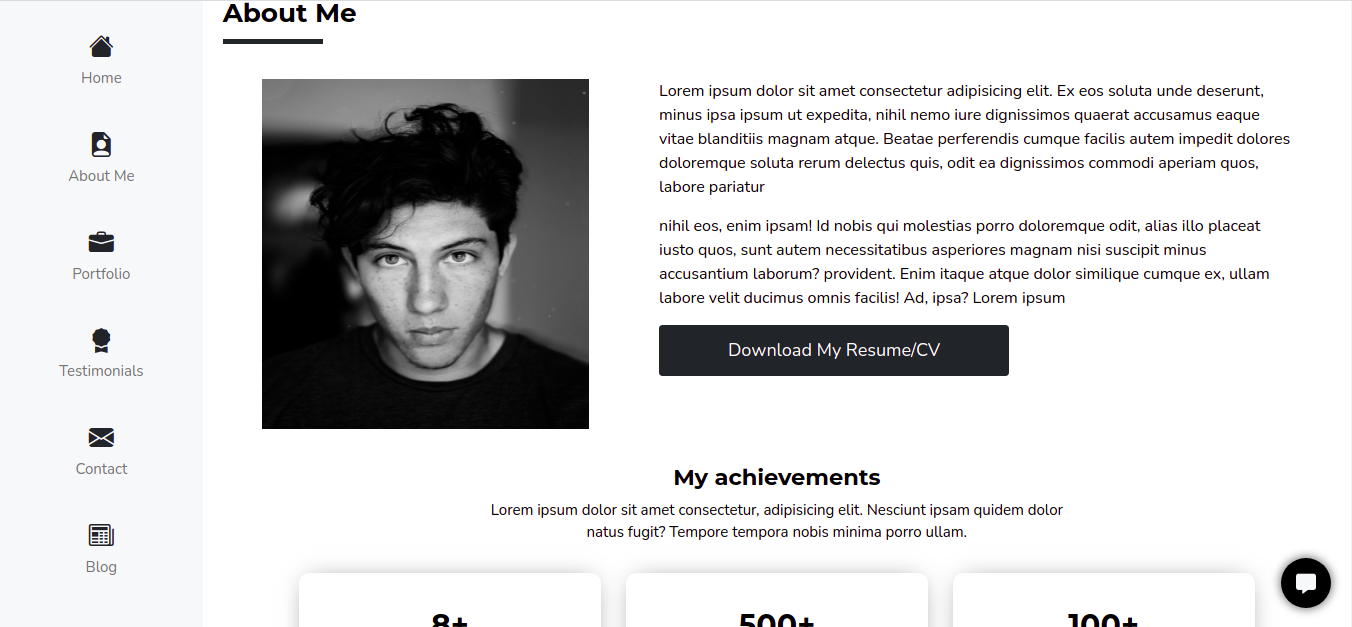 About Me
Home
About Me
Portfolio
Testimonials
Contact
Blog
Lorem ipsum dolor sit amet consectetur adipisicing elit. Ex eos soluta unde deserunt,
minus ipsa ipsum ut expedita, nihil nemo iure dignissimos quaerat accusamus eaque
vitae blanditiis magnam atque. Beatae perferendis cumque facilis autem impedit dolores
doloremque soluta rerum delectus quis, odit ea dignissimos commodi aperiam quos,
labore pariatur
nihil eos, enim ipsam! Id nobis qui molestias porro doloremque odit, alias illo placeat
iusto quos, sunt autem necessitatibus asperiores magnam nisi suscipit minus
accusantium laborum? provident. Enim itaque atque dolor similique cumque ex, ullam
labore velit ducimus omnis facilis! Ad, ipsa? Lorem ipsum
Download My Resume/CV
My achievements
Lorem ipsum dolor sit amet consectetur, adipisicing elit. Nesciunt ipsam quidem dolor
natus fugit? Tempore tempora nobis minima porro ullam.
8+
500+
100+